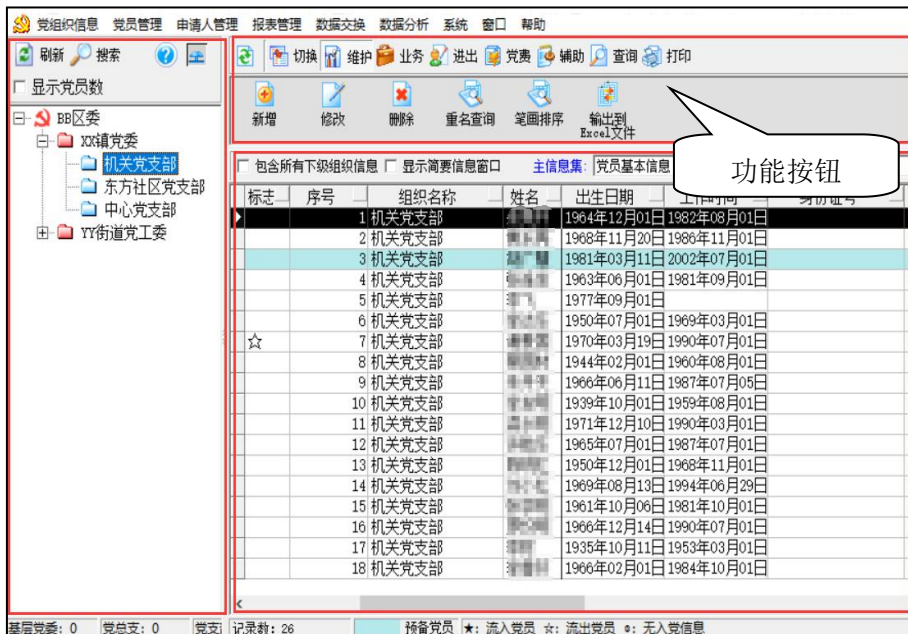 党组织信息 党员管理 申请人管理 报表管理 数据交换 数据分析 系统 窗口 帮助
刷新 搜索
显示党员数
BB区委
XX镇党委
机关党支部
东方社区党支部
中心党支部
YY街道党工委
切换 维护 业务 进出 党费 辅助 查询 打印
新增 修改 删除 重名查询 笔画排序 输出到
Excel文件
功能按钮
包含所有下级组织信息 显示简要信息窗口 主信息集: 党员基本信息
标志 序号 组织名称 姓名 出生日期 工作时间 身份证号
1 机关党支部 1964年12月01日 1982年08月01日
2 机关党支部 1968年11月20日 1986年11月01日
3 机关党支部 1981年03月11日 2002年07月01日
4 机关党支部 1963年06月01日 1981年09月01日
5 机关党支部 1977年09月01日
6 机关党支部 1950年07月01日 1969年03月01日
☆ 7 机关党支部 1970年03月19日 1990年07月01日
8 机关党支部 1944年02月01日 1960年08月01日
9 机关党支部 1966年06月11日 1987年07月05日
10 机关党支部 1939年10月01日 1959年08月01日
11 机关党支部 1971年12月10日 1990年03月01日
12 机关党支部 1965年07月01日 1987年07月01日
13 机关党支部 1950年12月01日 1968年11月01日
14 机关党支部 1969年08月13日 1994年06月29日
15 机关党支部 1961年10月06日 1981年10月01日
16 机关党支部 1966年12月14日 1990年07月01日
17 机关党支部 1935年10月11日 1953年03月01日
18 机关党支部 1966年02月01日 1984年10月01日
基层党委: 0 党总支: 0 党支 记录数: 26 预备党员 ★: 流入党员 ☆: 流出党员 ◦: 无入党信息